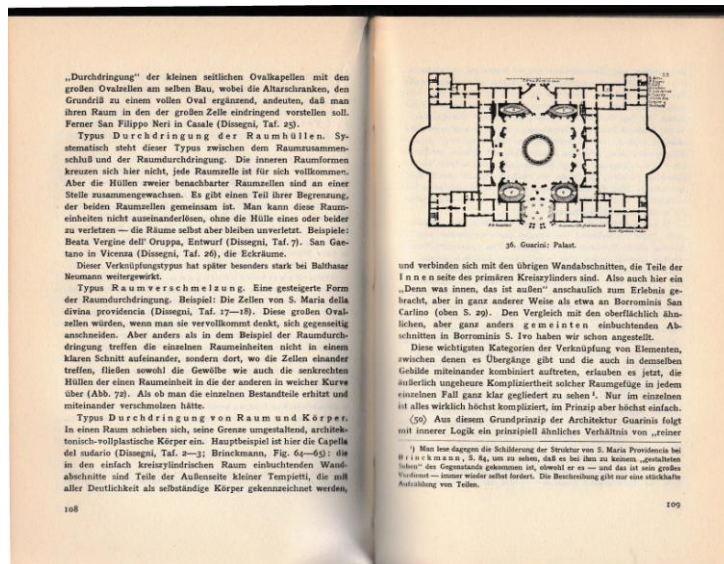 „Durchdringung“ der kleinen seitlichen Ovalkapellen mit den
großen Ovalzellen am selben Bau, wobei die Altarschranken, den
Grundriß zu einem vollen Oval ergänzend, andeuten, daß man
ihren Raum in den der großen Zelle eindringend vorstellen soll.
Ferner San Filippo Neri in Casale (Dissegni, Taf. 25).
Typus Durchdringung der Raumhüllen. Sy-
stematisch steht dieser Typus zwischen dem Raumzusammen-
schluß und der Raumdurchdringung. Die inneren Raumformen
kreuzen sich hier nicht, jede Raumzelle ist für sich vollkommen.
Aber die Hüllen zweier benachbarter Raumzellen sind an einer
Stelle zusammengewachsen. Es gibt einen Teil ihrer Begrenzung,
der beiden Raumzellen gemeinsam ist. Man kann diese Raum-
einheiten nicht auseinanderlösen, ohne die Hülle eines oder beider
zu verletzen — die Räume selbst aber bleiben unverletzt. Beispiele:
Beata Vergine dell' Oruppa, Entwurf (Dissegni, Taf. 7). San Gae-
tano in Vicenza (Dissegni, Taf. 26), die Eckräume.
Dieser Verknüpfungstypus hat später besonders stark bei Balthasar
Neumann weitergewirkt.
Typus Raumverschmelzung. Eine gesteigerte Form
der Raumdurchdringung. Beispiel: Die Zellen von S. Maria della
divina providencia (Dissegni, Taf. 17—18). Diese großen Oval-
zellen würden, wenn man sie vervollkommt denkt, sich gegenseitig
anschneiden. Aber anders als in dem Beispiel der Raumdurch-
dringung treffen die einzelnen Raumeinheiten nicht in einem
klaren Schnitt aufeinander, sondern dort, wo die Zellen einander
treffen, fließen sowohl die Gewölbe wie auch die senkrechten
Hüllen der einen Raumeinheit in die der anderen in weicher Kurve
über (Abb. 72). Als ob man die einzelnen Bestandteile erhitzt und
miteinander verschmolzen hätte.
Typus Durchdringung von Raum und Körper.
In einen Raum schieben sich, seine Grenze umgestaltend, architek-
tonisch-vollplastische Körper ein. Hauptbeispiel ist hier die Capella
del sudario (Dissegni, Taf. 2—3; Brinckmann, Fig. 64—65): die
in den einfach kreiszylindrischen Raum einbuchtenden Wand-
abschnitte sind Teile der Außenseite kleiner Tempietti, die mit
aller Deutlichkeit als selbständige Körper gekennzeichnet werden,
108
36. Guarini: Palast.
und verbinden sich mit den übrigen Wandabschnitten, die Teile der
Innenseite des primären Kreiszylinders sind. Also auch hier ein
„Denn was innen, das ist außen“ anschaulich zum Erlebnis ge-
bracht, aber in ganz anderer Weise als etwa an Borrominis San
Carlino (oben S. 29). Den Vergleich mit den oberflächlich ähn-
lichen, aber ganz anders gemeinten einbuchtenden Ab-
schnitten in Borrominis S. Ivo haben wir schon angestellt.
Diese wichtigsten Kategorien der Verknüpfung von Elementen,
zwischen denen es Übergänge gibt und die auch in demselben
Gebilde miteinander kombiniert auftreten, erlauben es jetzt, die
äußerlich ungeheure Kompliziertheit solcher Raumgefüge in jedem
einzelnen Fall ganz klar gegliedert zu sehen¹. Nur im einzelnen
ist alles wirklich höchst kompliziert, im Prinzip aber höchst einfach.
(50) Aus diesem Grundprinzip der Architektur Guarinis folgt
mit innerer Logik ein prinzipiell ähnliches Verhältnis von „reiner
¹) Man lese dagegen die Schilderung der Struktur von S. Maria Providencia bei
Brinckmann, S. 84, um zu sehen, daß es bei ihm zu keinem „gestalteten
Sehen“ des Gegenstands gekommen ist, obwohl er es — und das ist sein großes
Verdienst — immer wieder selbst fordert. Die Beschreibung gibt nur eine stückhafte
Aufzählung von Teilen.
109